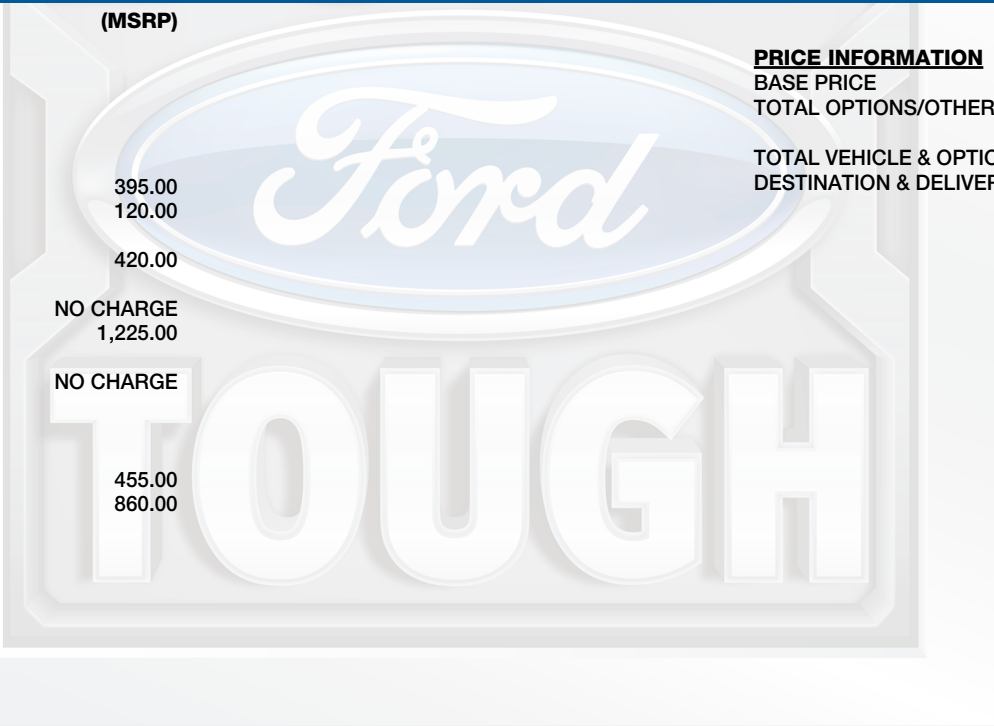 (MSRP)
395.00
120.00
420.00
NO CHARGE
1,225.00
NO CHARGE
455.00
860.00
PRICE INFORMATION
BASE PRICE
TOTAL OPTIONS/OTHER
TOTAL VEHICLE & OPTIO
DESTINATION & DELIVER
Ford
TOUGH